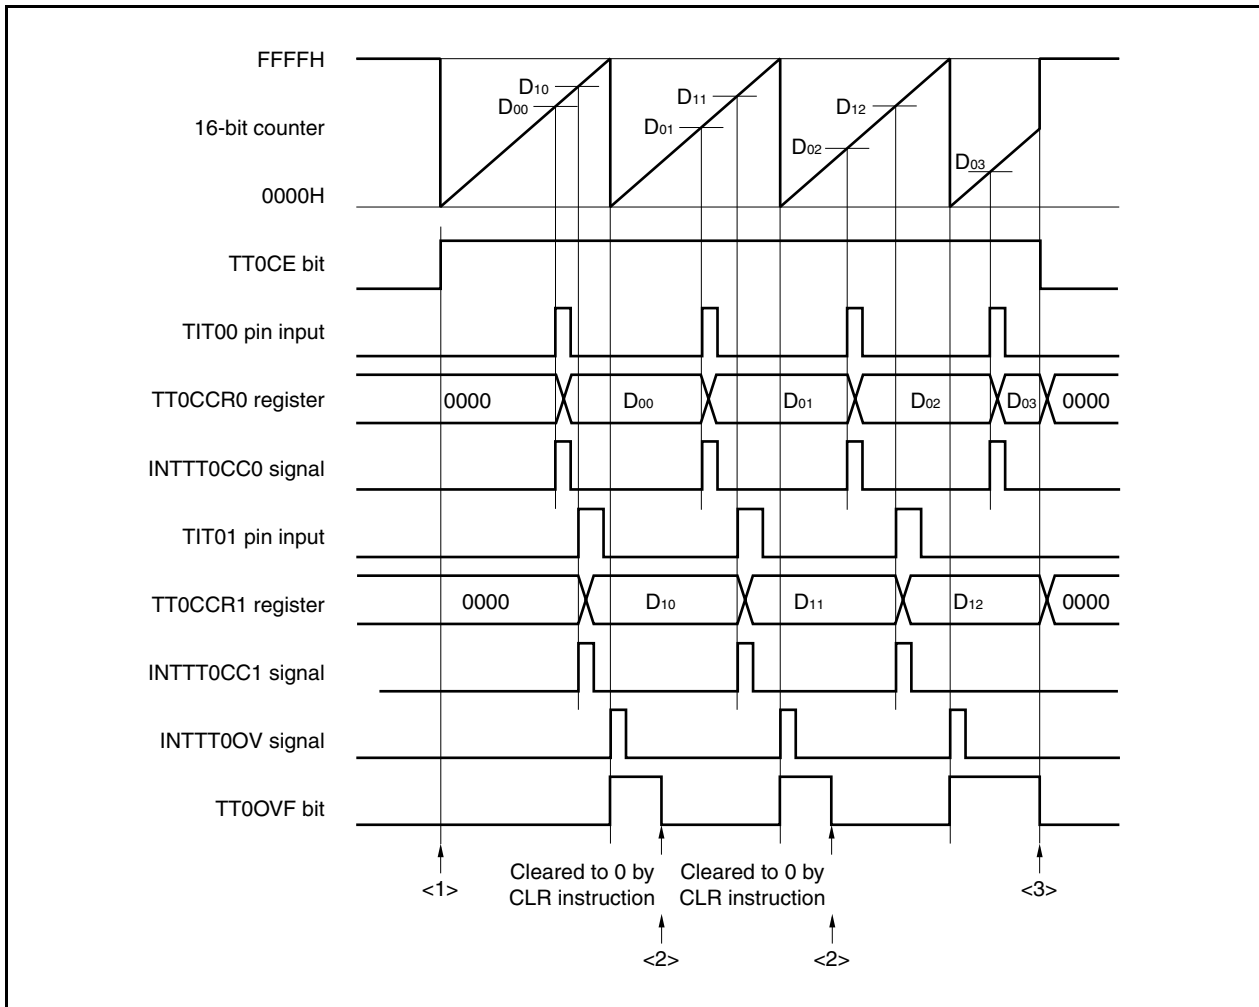 FFFFH
D10
D00
D11
D01
D12
D02
D03
16-bit counter
0000H
TT0CE bit
TIT00 pin input
TT0CCR0 register
0000 D00 D01 D02 D03 0000
INTTT0CC0 signal
TIT01 pin input
TT0CCR1 register
0000 D10 D11 D12 0000
INTTT0CC1 signal
INTTT0OV signal
TT0OVF bit
Cleared to 0 by
CLR instruction
Cleared to 0 by
CLR instruction
<1>
<3>
<2>
<2>